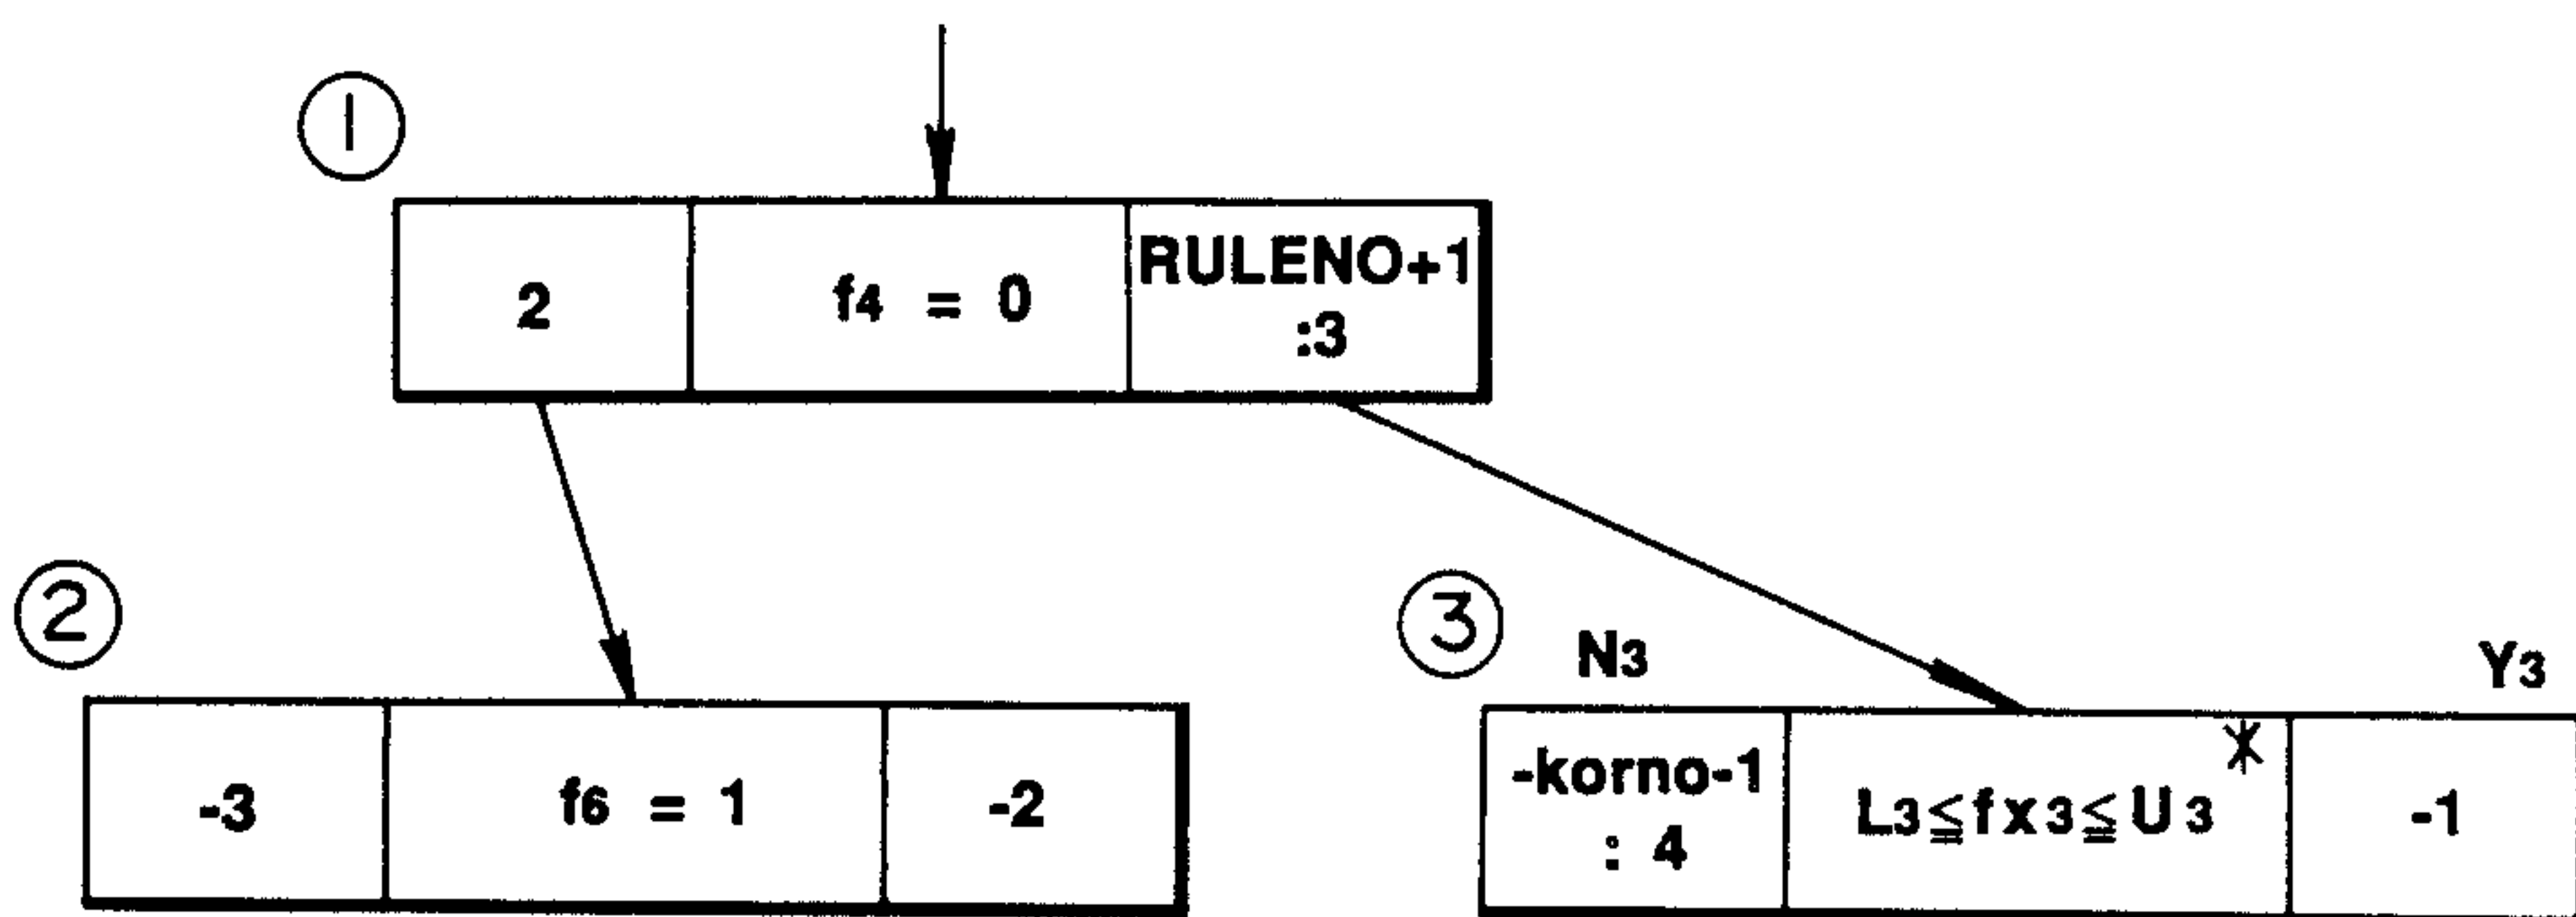 1
2
f4 = 0
RULENO+1
:3
2
-3
f6 = 1
-2
3
N3
Y3
-korno-1
: 4
L3≦fx3≦U3*
-1